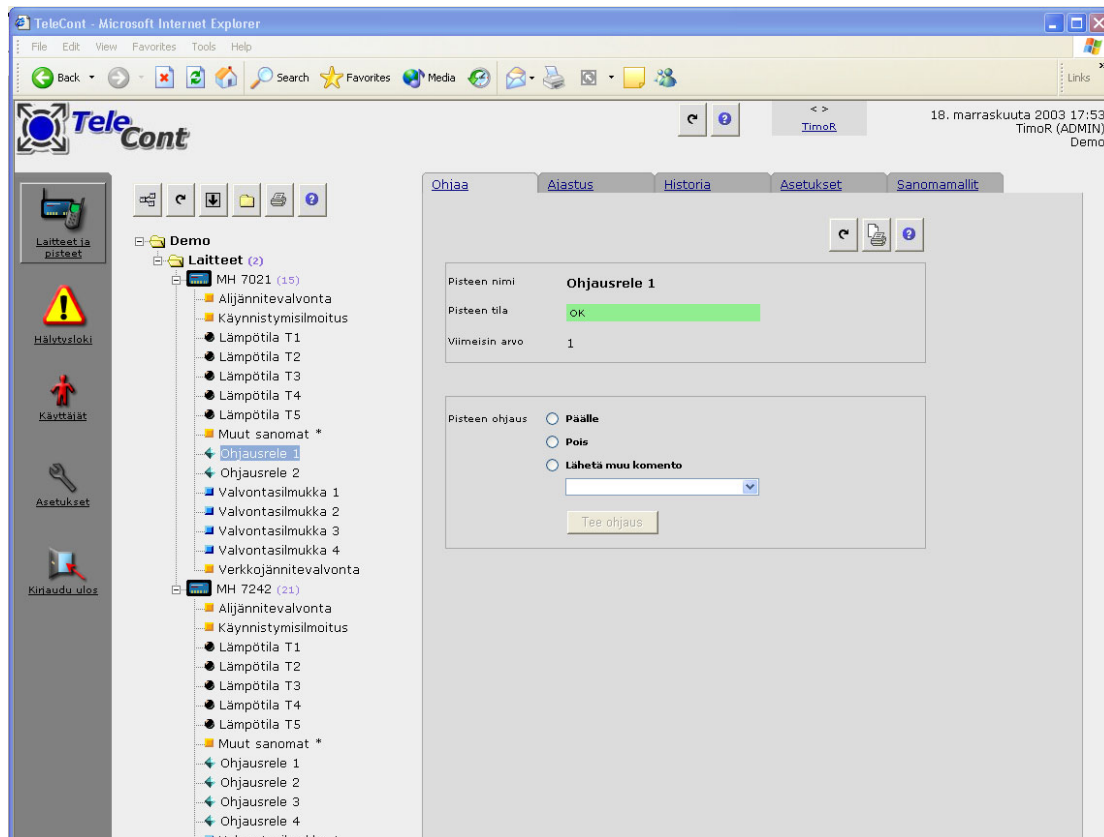 TeleCont - Microsoft Internet Explorer
File Edit View Favorites Tools Help
Back Search Favorites Media Links
Tele
Cont
< >
TimoR
18. marraskuuta 2003 17:53
TimoR (ADMIN)
Demo
Laitteet ja
pisteet
Hälytysloki
Käyttäjät
Asetukset
Kirjaudu ulos
Demo
Laitteet (2)
MH 7021 (15)
Alijännitevalvonta
Käynnistymisilmoitus
Lämpötila T1
Lämpötila T2
Lämpötila T3
Lämpötila T4
Lämpötila T5
Muut sanomat *
Ohjausrele 1
Ohjausrele 2
Valvontasilmukka 1
Valvontasilmukka 2
Valvontasilmukka 3
Valvontasilmukka 4
Verkkojännitevalvonta
MH 7242 (21)
Alijännitevalvonta
Käynnistymisilmoitus
Lämpötila T1
Lämpötila T2
Lämpötila T3
Lämpötila T4
Lämpötila T5
Muut sanomat *
Ohjausrele 1
Ohjausrele 2
Ohjausrele 3
Ohjausrele 4
Ohjaa Ajastus Historia Asetukset Sanomamallit
Pisteen nimi Ohjausrele 1
Pisteen tila OK
Viimeisin arvo 1
Pisteen ohjaus Päälle
Pois
Lähetä muu komento
Tee ohjaus